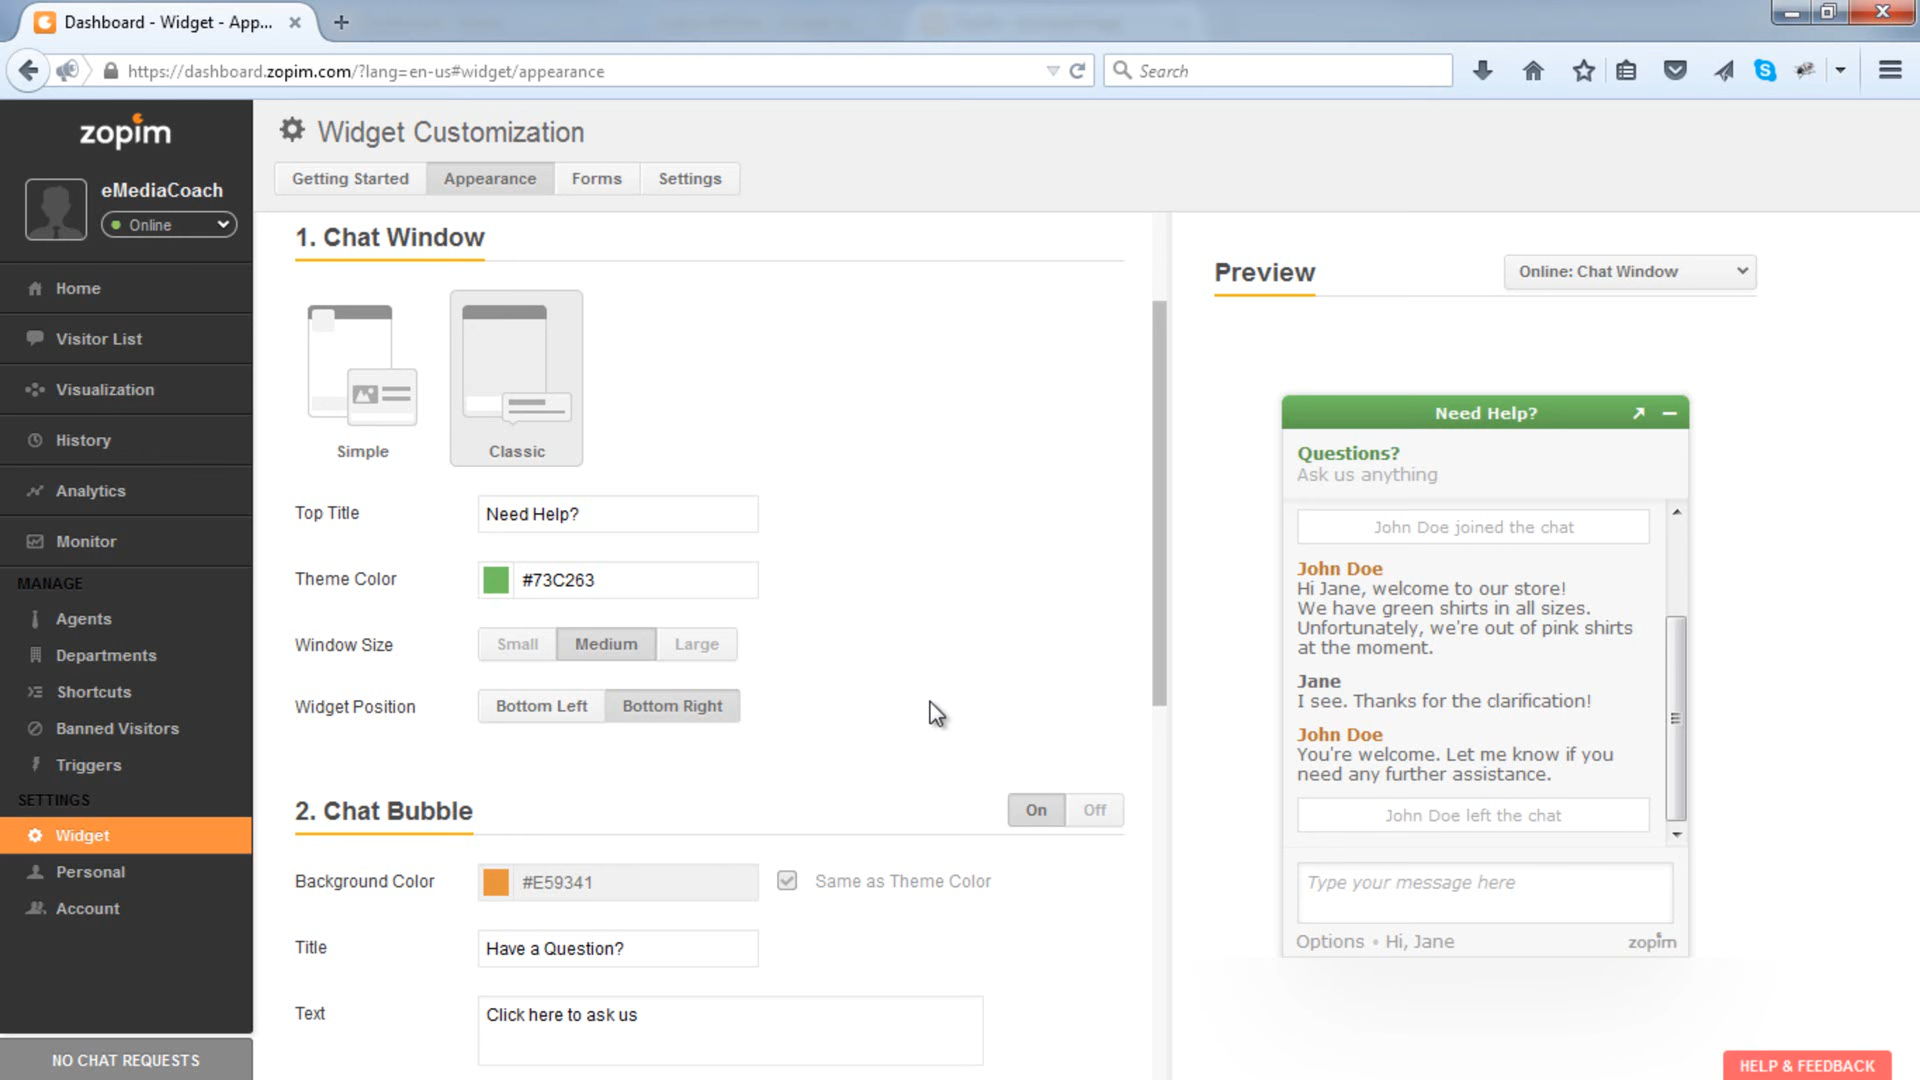 Dashboard - Widget - App...
https://dashboard.zopim.com/?lang=en-us#widget/appearance
Search
zopim
eMediaCoach
Online
Home
Visitor List
Visualization
History
Analytics
Monitor
MANAGE
Agents
Departments
Shortcuts
Banned Visitors
Triggers
SETTINGS
Widget
Personal
Account
NO CHAT REQUESTS
Widget Customization
Getting Started
Appearance
Forms
Settings
1. Chat Window
Simple
Classic
Top Title
Need Help?
Theme Color
#73C263
Window Size
Small
Medium
Large
Widget Position
Bottom Left
Bottom Right
2. Chat Bubble
On
Off
Background Color
#E59341
Same as Theme Color
Title
Have a Question?
Text
Click here to ask us
Preview
Online: Chat Window
Need Help?
Questions?
Ask us anything
John Doe joined the chat
John Doe
Hi Jane, welcome to our store!
We have green shirts in all sizes.
Unfortunately, we're out of pink shirts
at the moment.
Jane
I see. Thanks for the clarification!
John Doe
You're welcome. Let me know if you
need any further assistance.
John Doe left the chat
Type your message here
Options • Hi, Jane
zopim
HELP & FEEDBACK